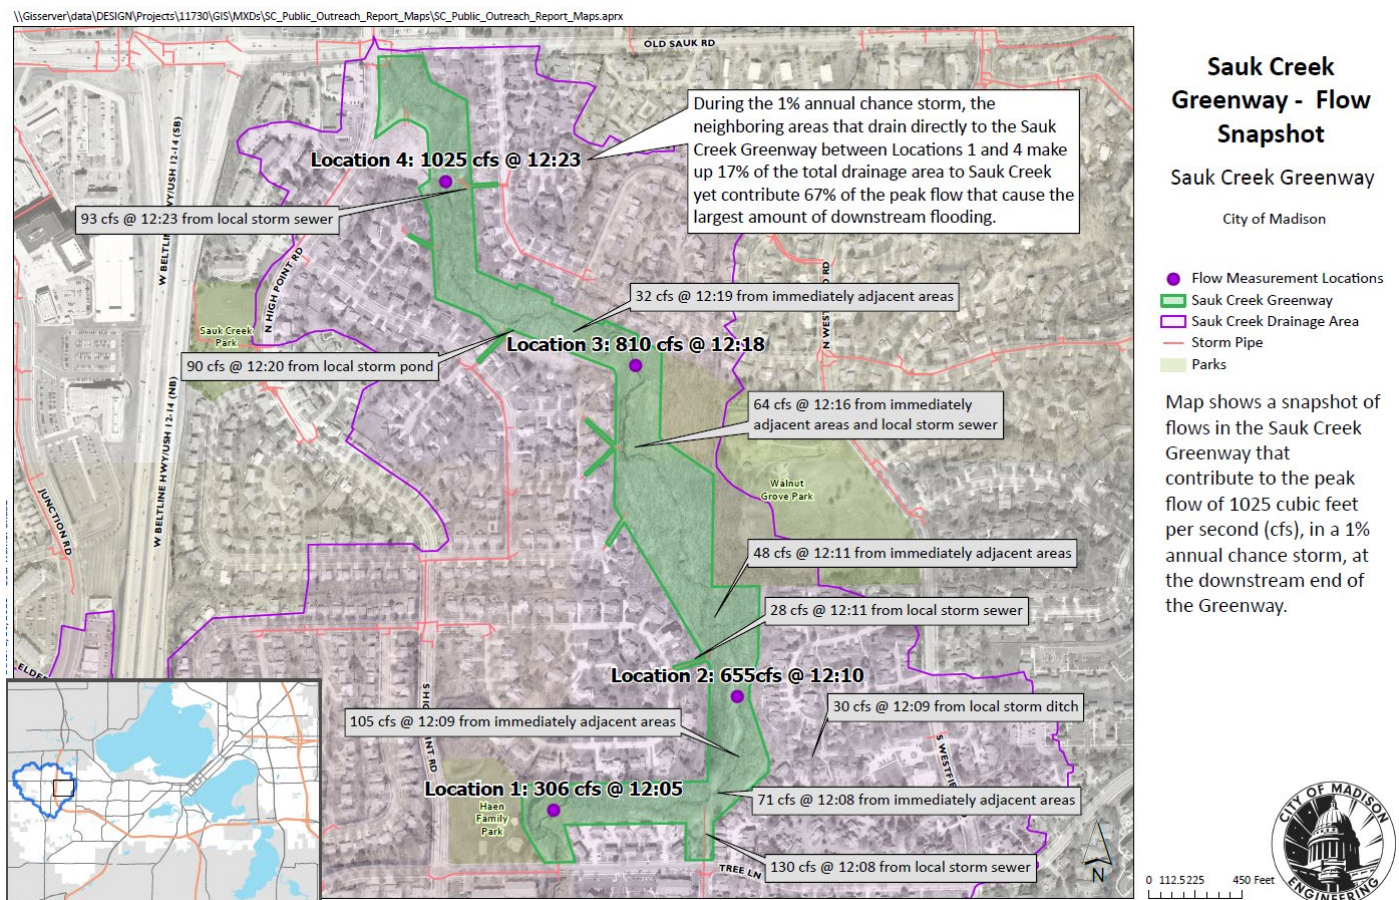 \\Gisserver\data\DESIGN\Projects\11730\GIS\MXDs\SC_Public_Outreach_Report_Maps\SC_Public_Outreach_Report_Maps.aprx
OLD SAUK RD
During the 1% annual chance storm, the
neighboring areas that drain directly to the Sauk
Creek Greenway between Locations 1 and 4 make
up 17% of the total drainage area to Sauk Creek
yet contribute 67% of the peak flow that cause the
largest amount of downstream flooding.
Location 4: 1025 cfs @ 12:23
93 cfs @ 12:23 from local storm sewer
W BELTLINE HWY/USH 12-14 (SB)
N HIGH POINT RD
32 cfs @ 12:19 from immediately adjacent areas
Sauk Creek
Park
Location 3: 810 cfs @ 12:18
90 cfs @ 12:20 from local storm pond
64 cfs @ 12:16 from immediately
adjacent areas and local storm sewer
W BELTLINE HWY/USH 12-14 (NB)
JUNCTION RD
Walnut
Grove Park
48 cfs @ 12:11 from immediately adjacent areas
28 cfs @ 12:11 from local storm sewer
Location 2: 655cfs @ 12:10
30 cfs @ 12:09 from local storm ditch
105 cfs @ 12:09 from immediately adjacent areas
Location 1: 306 cfs @ 12:05
71 cfs @ 12:08 from immediately adjacent areas
Haen
Family
Park
130 cfs @ 12:08 from local storm sewer
TREE LN
N
Sauk Creek
Greenway - Flow
Snapshot
Sauk Creek Greenway
City of Madison
Flow Measurement Locations
Sauk Creek Greenway
Sauk Creek Drainage Area
Storm Pipe
Parks
Map shows a snapshot of
flows in the Sauk Creek
Greenway that
contribute to the peak
flow of 1025 cubic feet
per second (cfs), in a 1%
annual chance storm, at
the downstream end of
the Greenway.
CITY OF MADISON
ENGINEERING
0 112.5225 450 Feet